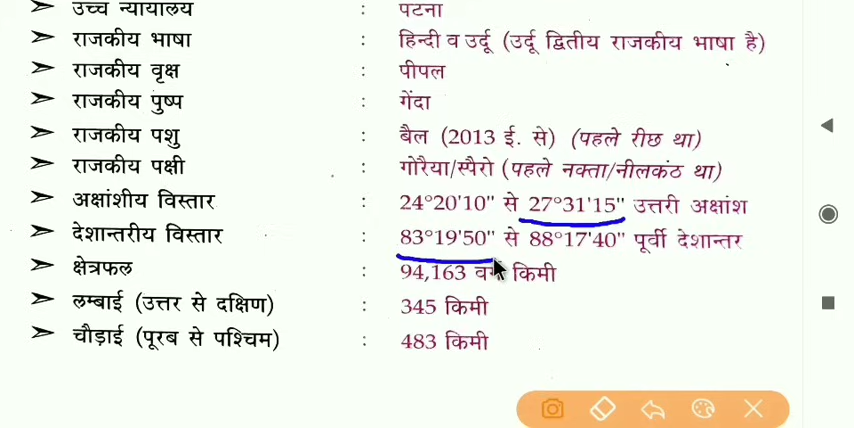 ➤ उच्च न्यायालय : पटना
➤ राजकीय भाषा : हिन्दी व उर्दू (उर्दू द्वितीय राजकीय भाषा है)
➤ राजकीय वृक्ष : पीपल
➤ राजकीय पुष्प : गेंदा
➤ राजकीय पशु : बैल (2013 ई. से) (पहले रीछ था)
➤ राजकीय पक्षी : गोरैया/स्पैरो (पहले नक्ता/नीलकंठ था)
➤ अक्षांशीय विस्तार : 24°20'10" से 27°31'15" उत्तरी अक्षांश
➤ देशान्तरीय विस्तार : 83°19'50" से 88°17'40" पूर्वी देशान्तर
➤ क्षेत्रफल : 94,163 वर्ग किमी
➤ लम्बाई (उत्तर से दक्षिण) : 345 किमी
➤ चौड़ाई (पूरब से पश्चिम) : 483 किमी